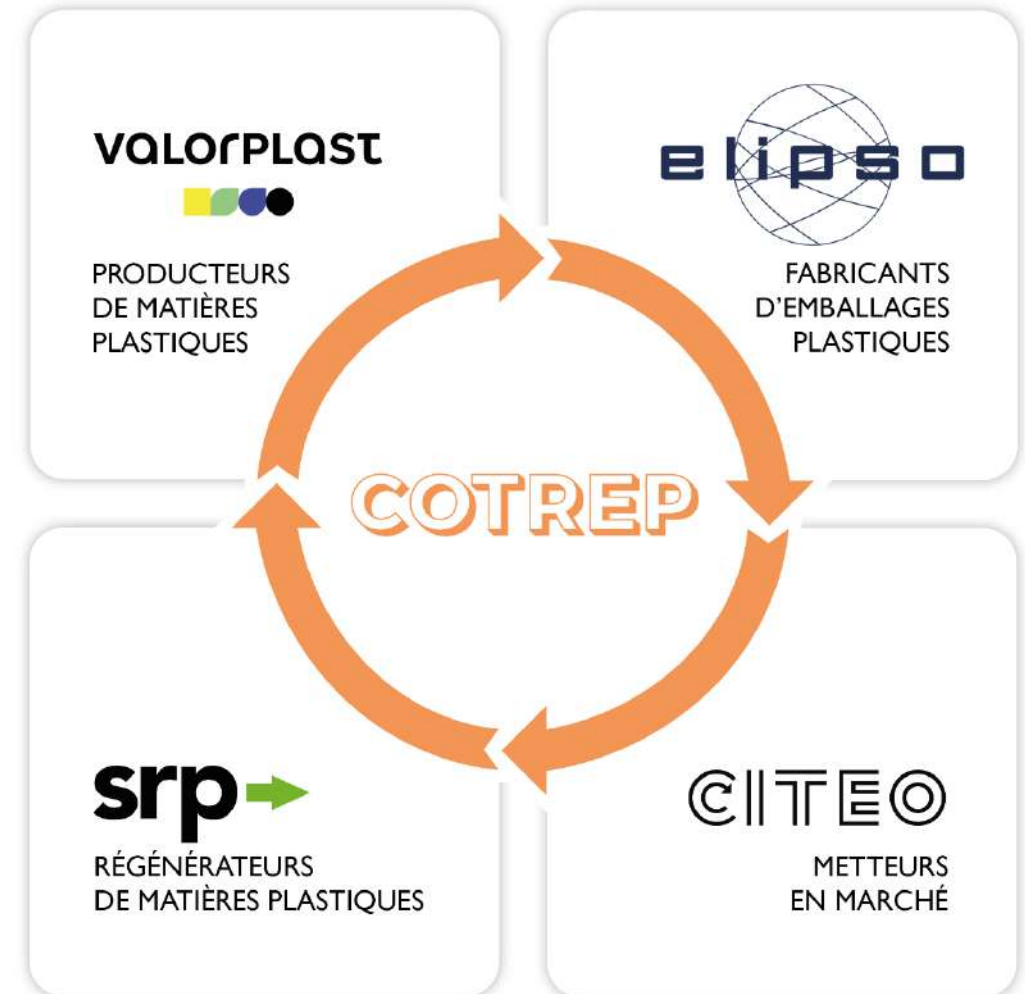 VALORPLAST
PRODUCTEURS
DE MATIÈRES
PLASTIQUES
elipso
FABRICANTS
D'EMBALLAGES
PLASTIQUES
COTREP
srp
RÉGÉNÉRATEURS
DE MATIÈRES PLASTIQUES
CITEO
METTEURS
EN MARCHÉ